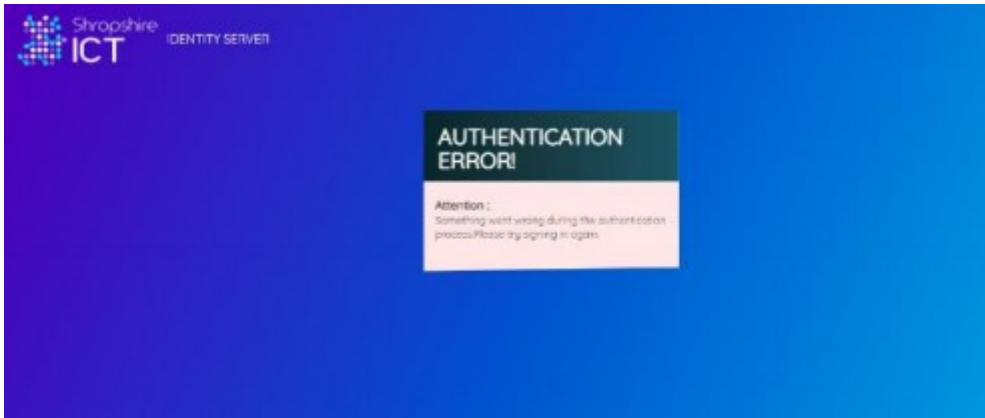 Shropshire
ICT
IDENTITY SERVER
AUTHENTICATION
ERROR!
Attention :
Something went wrong during the authentication
process.Please try signing in again.